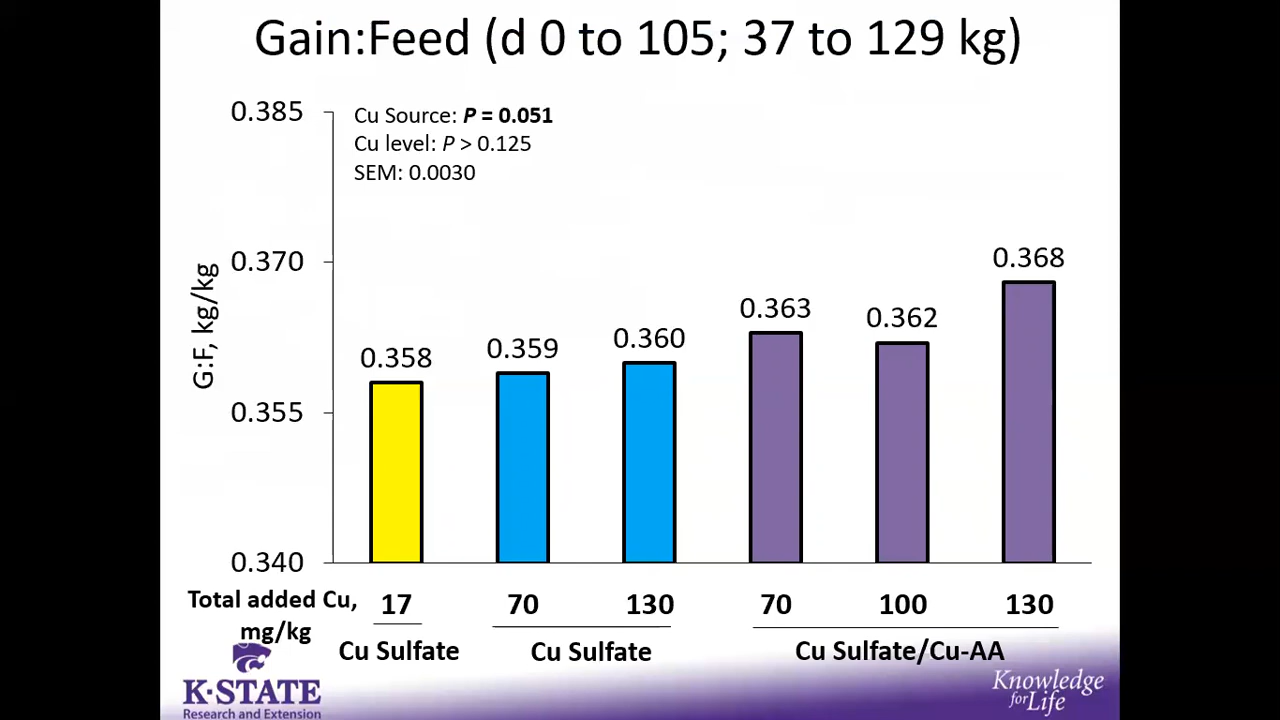 Gain:Feed (d 0 to 105; 37 to 129 kg)
Cu Source: P = 0.051
Cu level: P > 0.125
SEM: 0.0030
G:F, kg/kg
0.385
0.370
0.355
0.340
0.358
0.359
0.360
0.363
0.362
0.368
Total added Cu,
mg/kg
17 70 130 70 100 130
Cu Sulfate Cu Sulfate Cu Sulfate/Cu-AA
K-STATE
Research and Extension
Knowledge
for Life